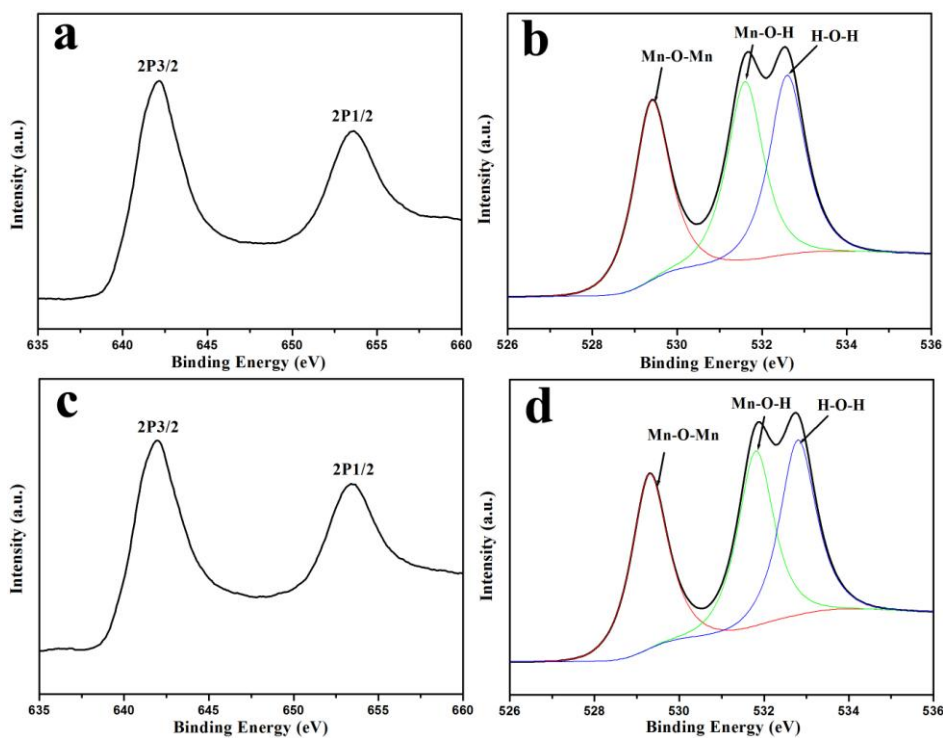 a
2P3/2
2P1/2
Intensity (a.u.)
635 640 645 650 655 660
Binding Energy (eV)
b
Mn-O-Mn
Mn-O-H
H-O-H
Intensity (a.u.)
526 528 530 532 534 536
Binding Energy (eV)
c
2P3/2
2P1/2
Intensity (a.u.)
635 640 645 650 655 660
Binding Energy (eV)
d
Mn-O-Mn
Mn-O-H
H-O-H
Intensity (a.u.)
526 528 530 532 534 536
Binding Energy (eV)